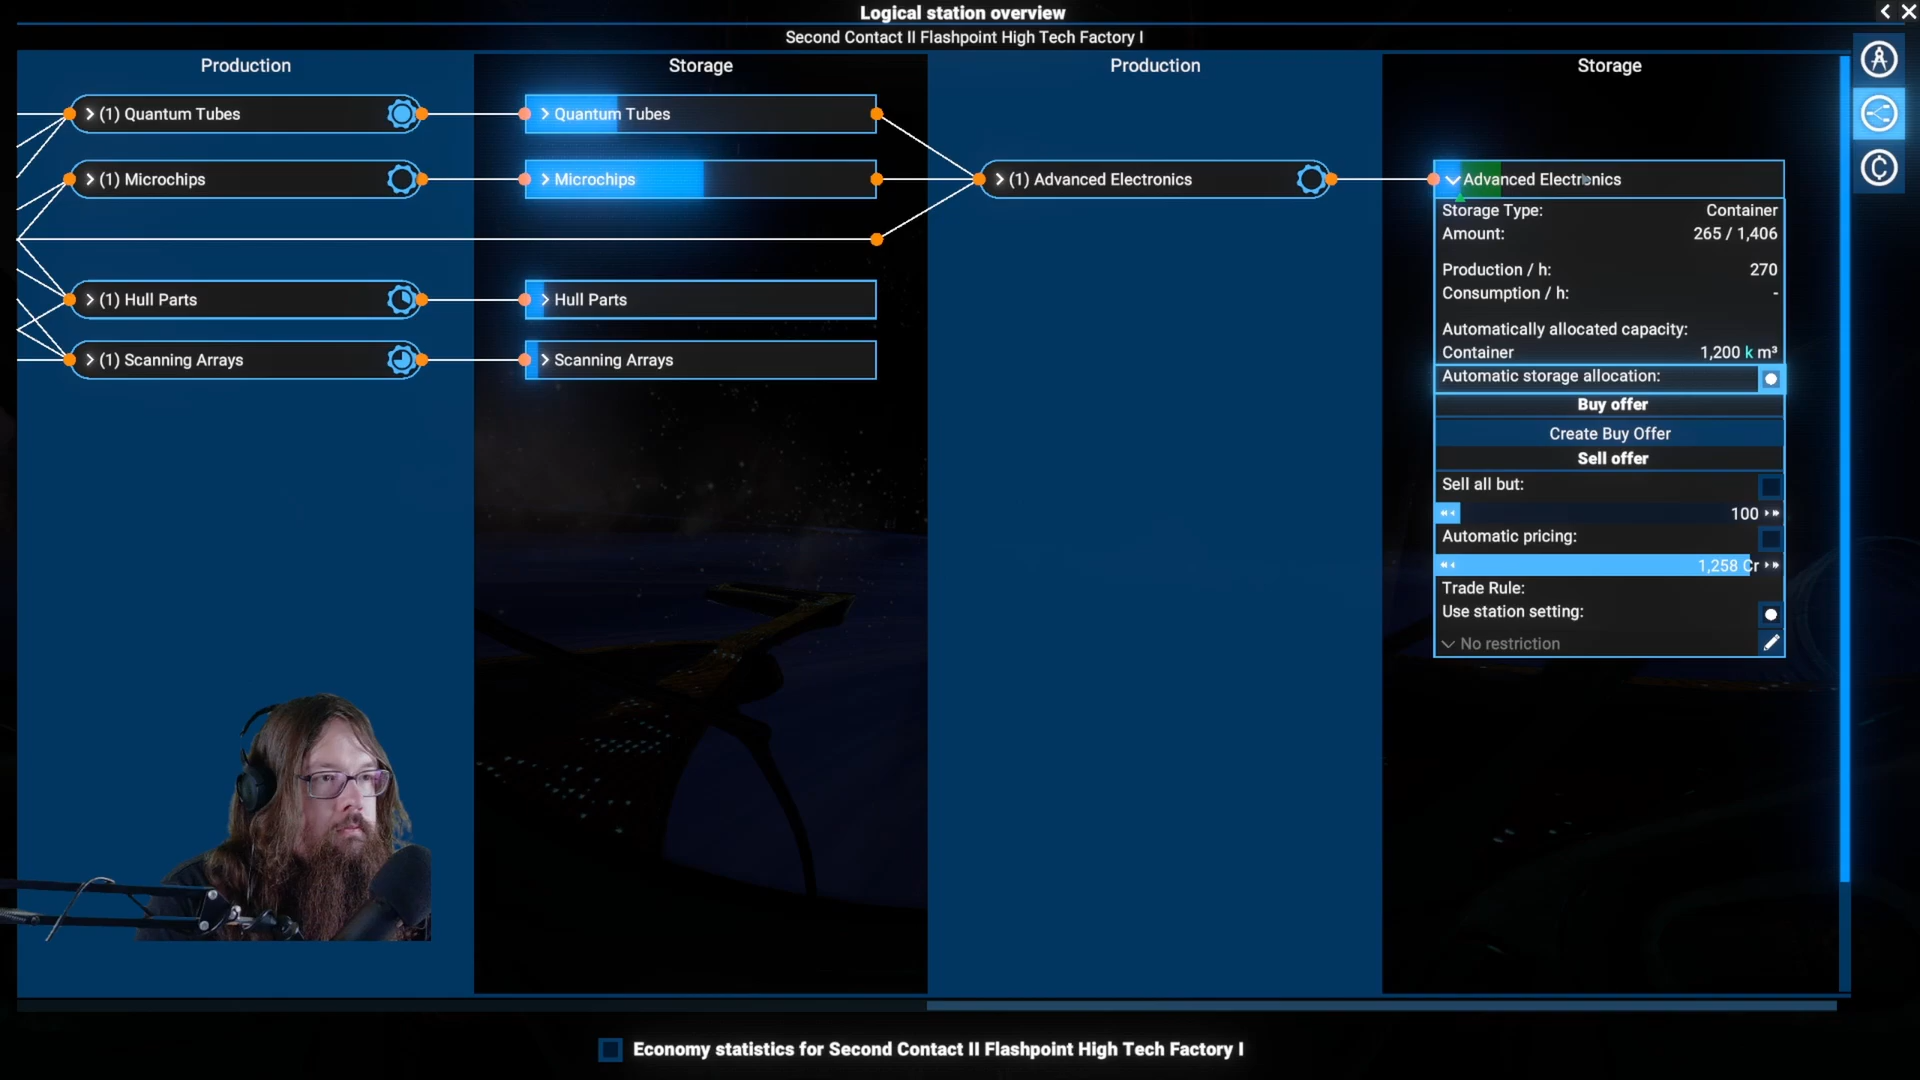 Logical station overview
Second Contact II Flashpoint High Tech Factory I
Production
Storage
Production
Storage
(1) Quantum Tubes
Quantum Tubes
(1) Microchips
Microchips
(1) Advanced Electronics
Advanced Electronics
(1) Hull Parts
Hull Parts
(1) Scanning Arrays
Scanning Arrays
Storage Type: Container
Amount: 265 / 1,406
Production / h: 270
Consumption / h: -
Automatically allocated capacity:
Container 1,200 k m³
Automatic storage allocation:
Buy offer
Create Buy Offer
Sell offer
Sell all but:
100
Automatic pricing:
1,258 Cr
Trade Rule:
Use station setting:
No restriction
Economy statistics for Second Contact II Flashpoint High Tech Factory I